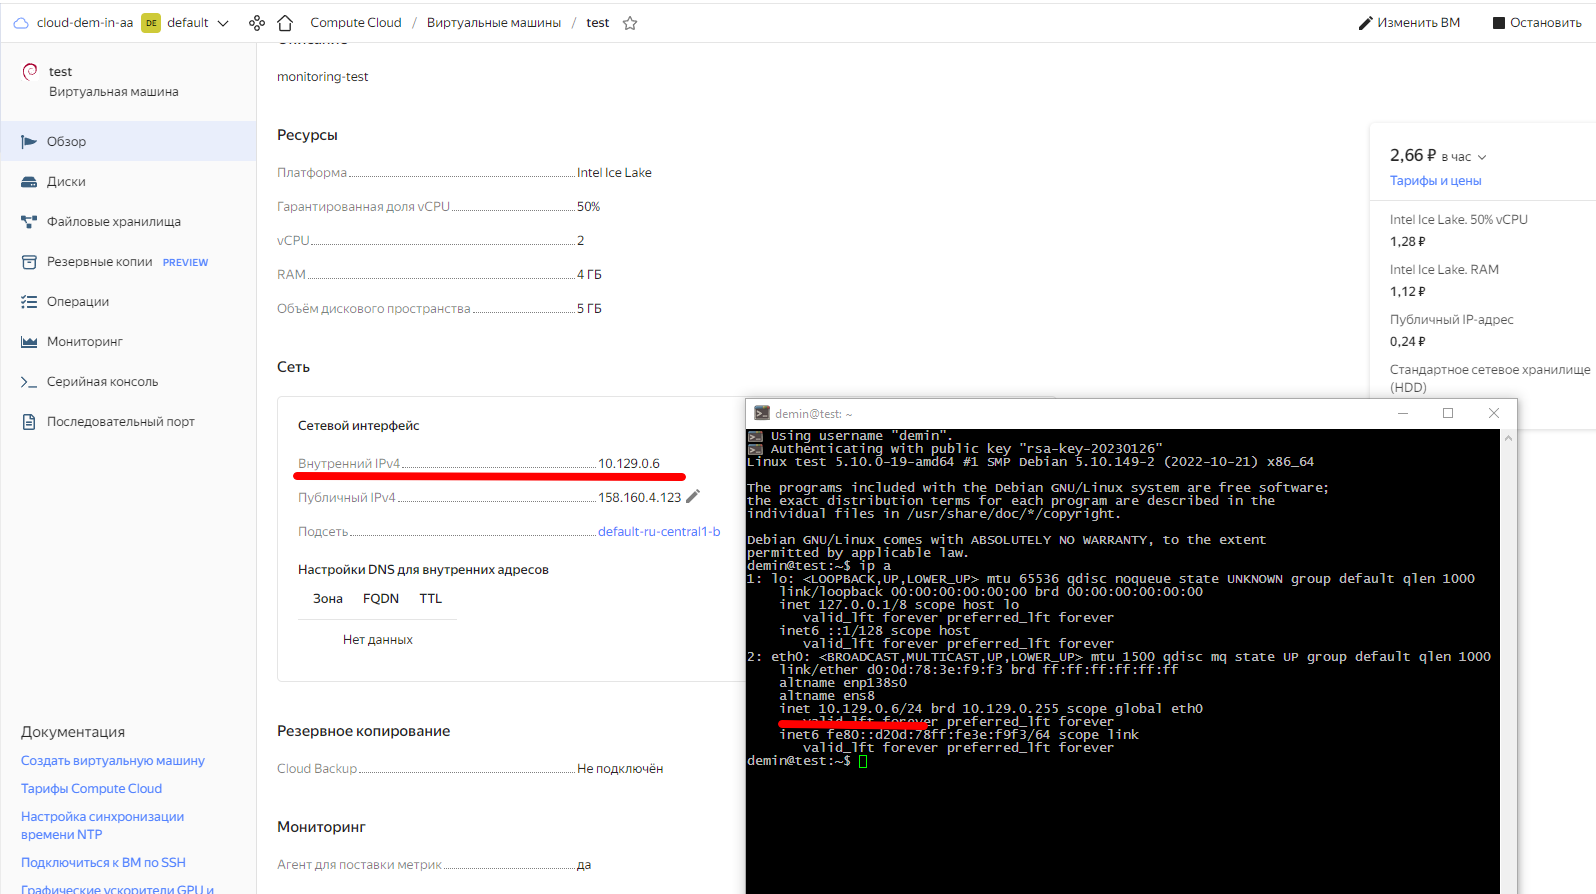 cloud-dem-in-aa DE default Compute Cloud / Виртуальные машины / test Изменить ВМ Остановить
test
Виртуальная машина
Обзор
Диски
Файловые хранилища
Резервные копии PREVIEW
Операции
Мониторинг
Серийная консоль
Последовательный порт
Документация
Создать виртуальную машину
Тарифы Compute Cloud
Настройка синхронизации
времени NTP
Подключиться к ВМ по SSH
Графические ускорители GPU и
Описание
monitoring-test
Ресурсы
Платформа Intel Ice Lake
Гарантированная доля vCPU 50%
vCPU 2
RAM 4 ГБ
Объём дискового пространства 5 ГБ
Сеть
Сетевой интерфейс
Внутренний IPv4 10.129.0.6
Публичный IPv4 158.160.4.123
Подсеть default-ru-central1-b
Настройки DNS для внутренних адресов
Зона FQDN TTL
Нет данных
Резервное копирование
Cloud Backup Не подключён
Мониторинг
Агент для поставки метрик да
2,66 ₽ в час
Тарифы и цены
Intel Ice Lake. 50% vCPU
1,28 ₽
Intel Ice Lake. RAM
1,12 ₽
Публичный IP-адрес
0,24 ₽
Стандартное сетевое хранилище
(HDD)
demin@test: ~
Using username "demin".
Authenticating with public key "rsa-key-20230126"
Linux test 5.10.0-19-amd64 #1 SMP Debian 5.10.149-2 (2022-10-21) x86_64
The programs included with the Debian GNU/Linux system are free software;
the exact distribution terms for each program are described in the
individual files in /usr/share/doc/*/copyright.
Debian GNU/Linux comes with ABSOLUTELY NO WARRANTY, to the extent
permitted by applicable law.
demin@test:~$ ip a
1: lo: <LOOPBACK,UP,LOWER_UP> mtu 65536 qdisc noqueue state UNKNOWN group default qlen 1000
link/loopback 00:00:00:00:00:00 brd 00:00:00:00:00:00
inet 127.0.0.1/8 scope host lo
valid_lft forever preferred_lft forever
inet6 ::1/128 scope host
valid_lft forever preferred_lft forever
2: eth0: <BROADCAST,MULTICAST,UP,LOWER_UP> mtu 1500 qdisc mq state UP group default qlen 1000
link/ether d0:0d:78:3e:f9:f3 brd ff:ff:ff:ff:ff:ff
altname enp138s0
altname ens8
inet 10.129.0.6/24 brd 10.129.0.255 scope global eth0
valid_lft forever preferred_lft forever
inet6 fe80::d20d:78ff:fe3e:f9f3/64 scope link
valid_lft forever preferred_lft forever
demin@test:~$